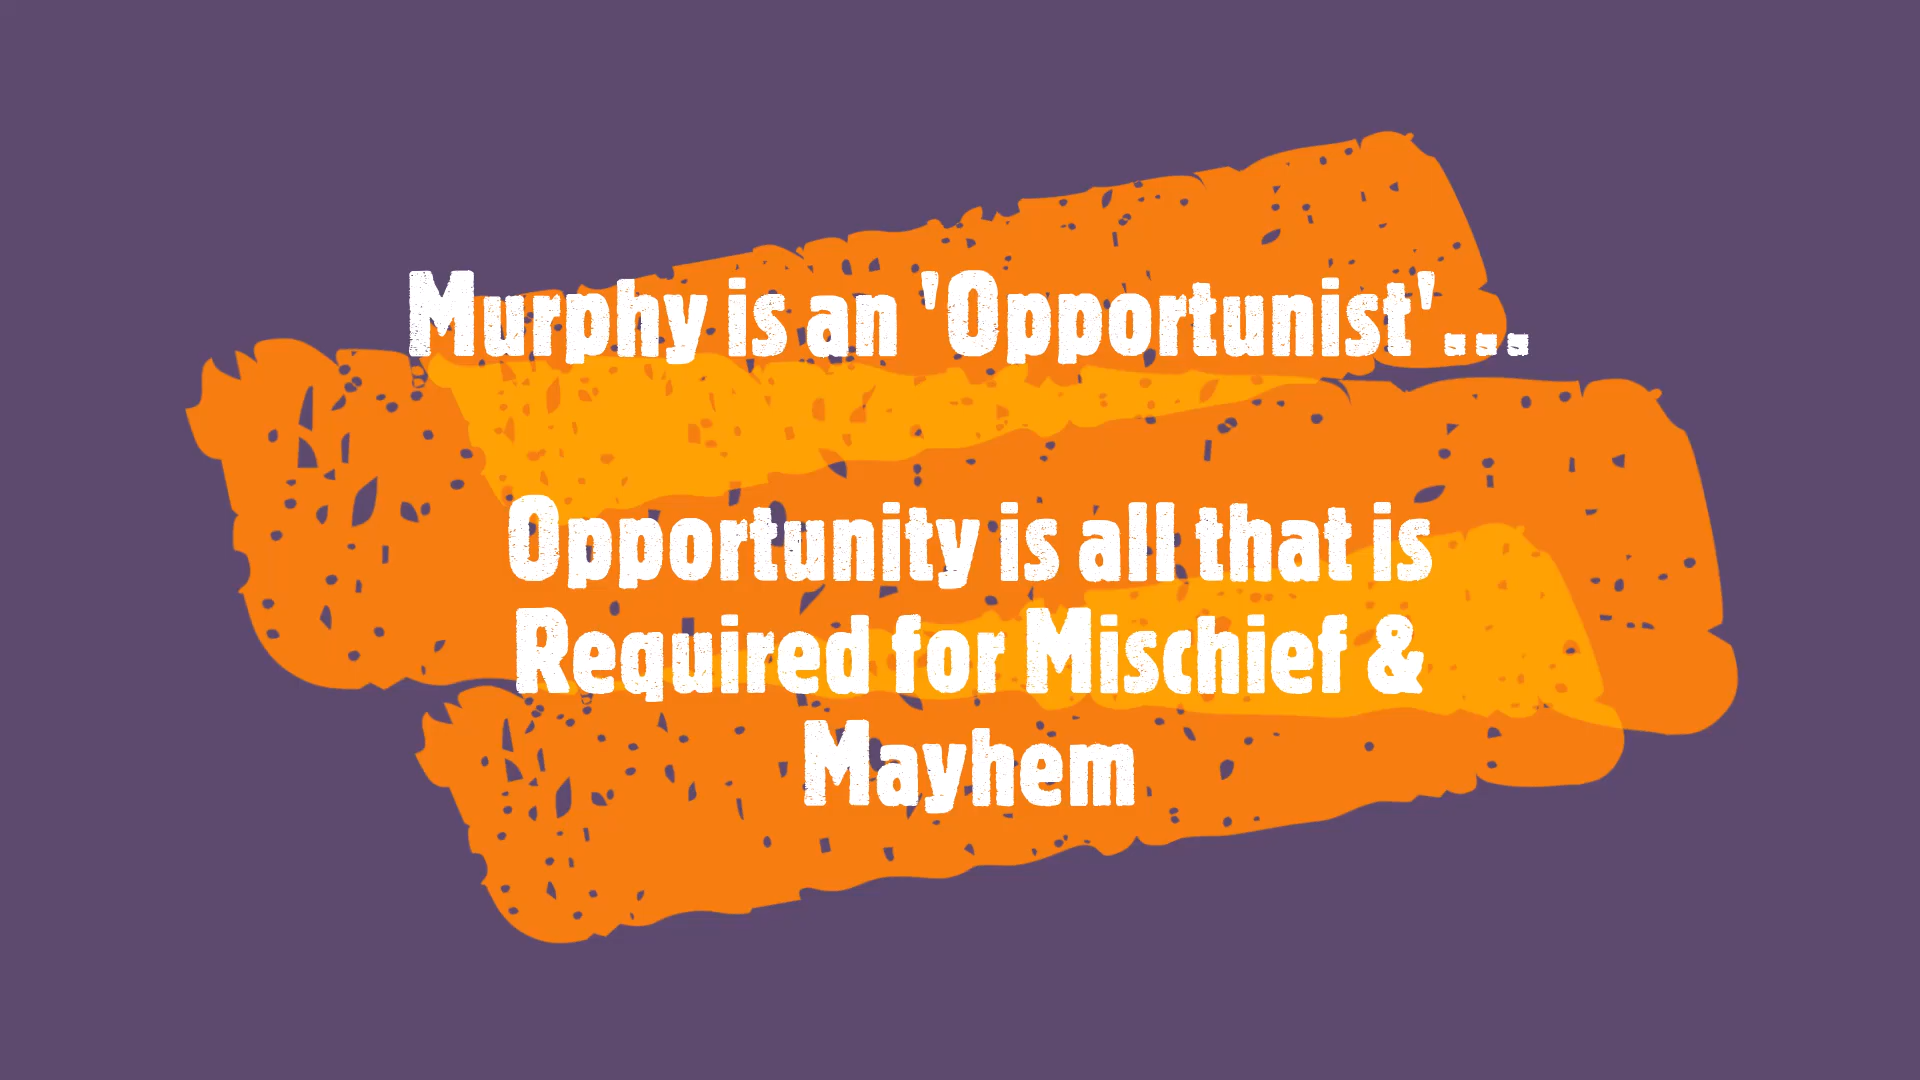 Murphy is an 'Opportunist'...
Opportunity is all that is
Required for Mischief &
Mayhem